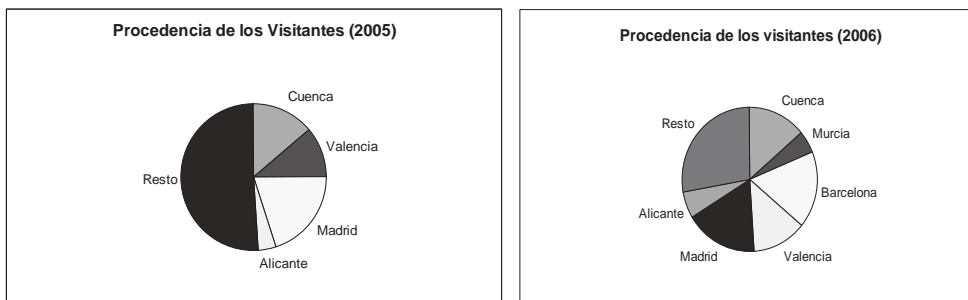 Procedencia de los Visitantes (2005)
Cuenca
Valencia
Resto
Madrid
Alicante
Procedencia de los visitantes (2006)
Cuenca
Resto
Murcia
Barcelona
Alicante
Madrid
Valencia